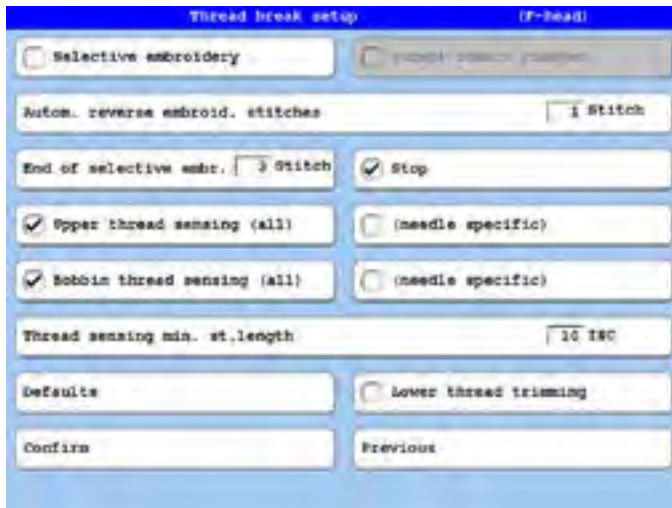 Thread break setup (F-head)
Selective embroidery
Autom. reverse embroid. stitches 1 Stitch
End of selective embr. 3 Stitch Stop
Upper thread sensing (all) (needle specific)
Bobbin thread sensing (all) (needle specific)
Thread sensing min. st.length 10 INC
Defaults Lower thread trimming
Confirm Previous